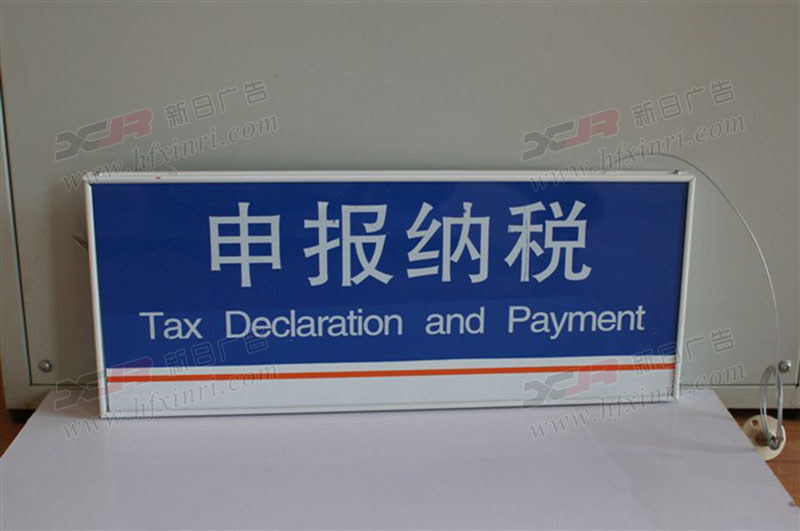 XR 新日广告 XR 新日广告
www.hfxinri.com www.hfxinri.com
申报纳税
Tax Declaration and Payment
XR 新日广告 XR 新日广告
www.hfxinri.com www.hfxinri.com